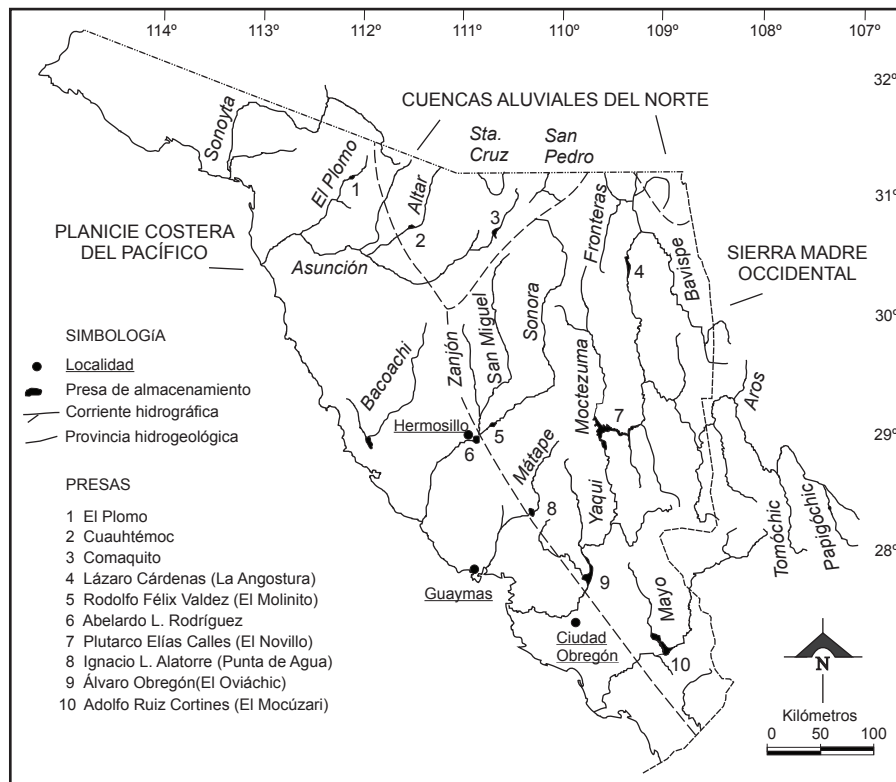 114º 113º 112º 111º 110º 109º 108º 107º
32º
31º
30º
29º
28º
CUENCAS ALUVIALES DEL NORTE
Sonoyta
El Plomo
1
Altar
2
Sta.
Cruz
3
San
Pedro
Fronteras
4
Bavispe
PLANICIE COSTERA
DEL PACÍFICO
Asunción
SIERRA MADRE
OCCIDENTAL
Bacoachi
Zanjón
San Miguel
Sonora
Moctezuma
7
Aros
Hermosillo
6
5
Mátape
8
Yaqui
9
Tomóchic
Papigóchic
Guaymas
Ciudad
Obregón
Mayo
10
SIMBOLOGíA
Localidad
Presa de almacenamiento
Corriente hidrográfica
Provincia hidrogeológica
PRESAS
1 El Plomo
2 Cuauhtémoc
3 Comaquito
4 Lázaro Cárdenas (La Angostura)
5 Rodolfo Félix Valdez (El Molinito)
6 Abelardo L. Rodríguez
7 Plutarco Elías Calles (El Novillo)
8 Ignacio L. Alatorre (Punta de Agua)
9 Álvaro Obregón(El Oviáchic)
10 Adolfo Ruiz Cortines (El Mocúzari)
N
Kilómetros
0 50 100